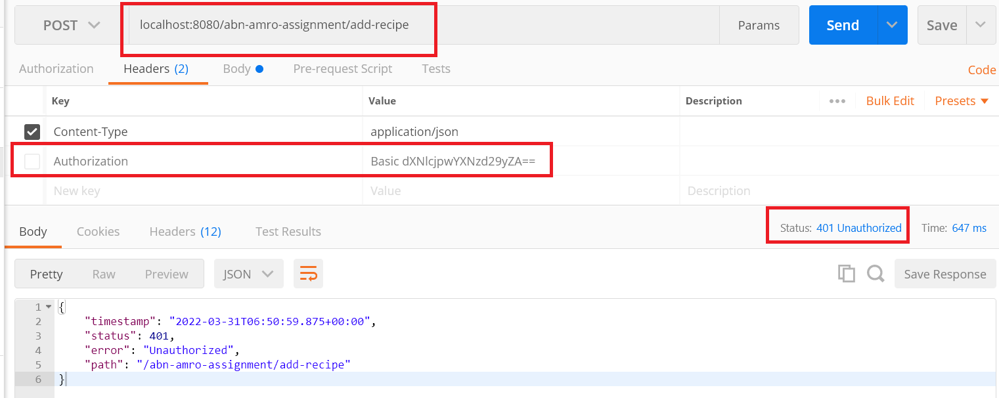 POST localhost:8080/abn-amro-assignment/add-recipe Params Send Save
Authorization Headers (2) Body Pre-request Script Tests Code
Key Value Description ••• Bulk Edit Presets
Content-Type application/json
Authorization Basic dXNlcjpwYXNzd29yZA==
New key Value Description
Body Cookies Headers (12) Test Results Status: 401 Unauthorized Time: 647 ms
Pretty Raw Preview JSON Save Response
1 {
2 "timestamp": "2022-03-31T06:50:59.875+00:00",
3 "status": 401,
4 "error": "Unauthorized",
5 "path": "/abn-amro-assignment/add-recipe"
6 }